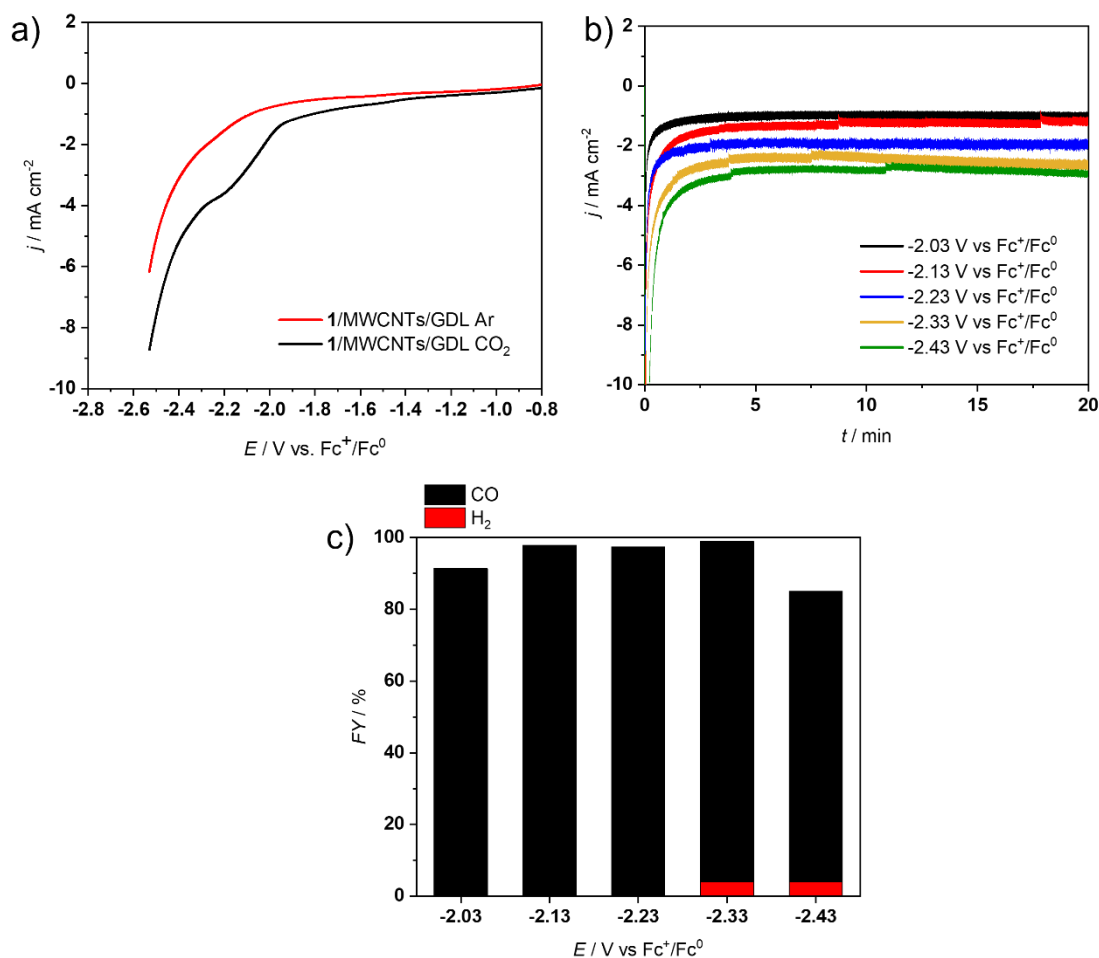 a)
2
0
-2
-4
-6
-8
-10
j / mA cm⁻²
1/MWCNTs/GDL Ar
1/MWCNTs/GDL CO₂
-2.8 -2.6 -2.4 -2.2 -2.0 -1.8 -1.6 -1.4 -1.2 -1.0 -0.8
E / V vs. Fc⁺/Fc⁰
b)
2
0
-2
-4
-6
-8
-10
j / mA cm⁻²
-2.03 V vs Fc⁺/Fc⁰
-2.13 V vs Fc⁺/Fc⁰
-2.23 V vs Fc⁺/Fc⁰
-2.33 V vs Fc⁺/Fc⁰
-2.43 V vs Fc⁺/Fc⁰
0 5 10 15 20
t / min
CO
H₂
c)
100
80
60
40
20
0
FY / %
-2.03 -2.13 -2.23 -2.33 -2.43
E / V vs Fc⁺/Fc⁰